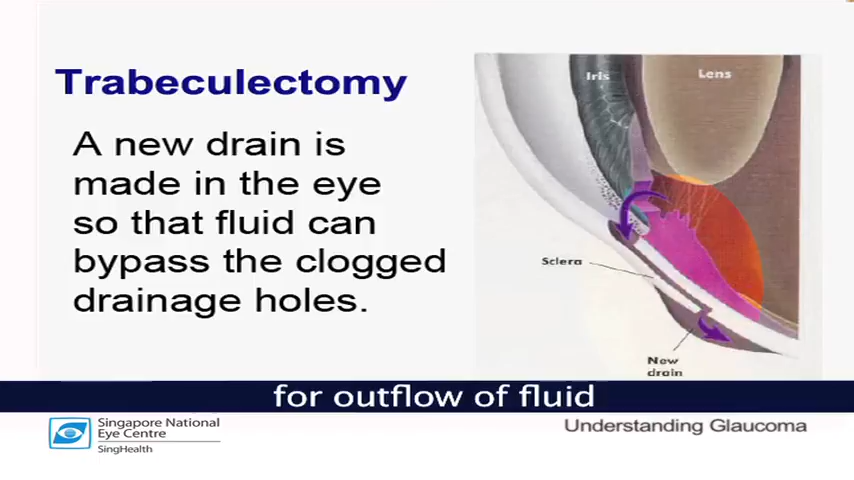 Trabeculectomy
A new drain is
made in the eye
so that fluid can
bypass the clogged
drainage holes.
Iris
Lens
Sclera
New
drain
for outflow of fluid
Singapore National
Eye Centre
SingHealth
Understanding Glaucoma